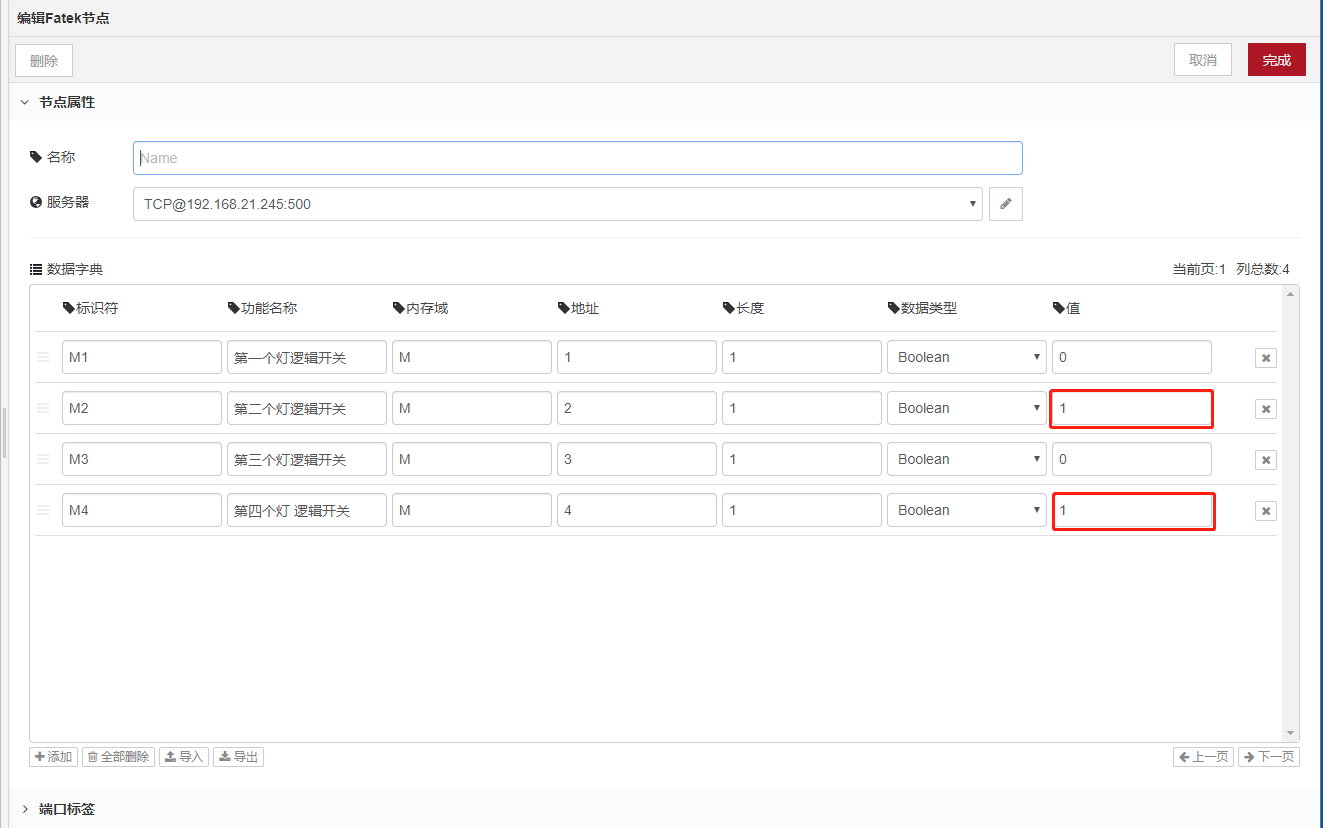 编辑Fatek节点
删除 取消 完成
节点属性
名称 Name
服务器 TCP@192.168.21.245:500
数据字典 当前页:1 列总数:4
标识符 功能名称 内存域 地址 长度 数据类型 值
M1 第一个灯逻辑开关 M 1 1 Boolean 0
M2 第二个灯逻辑开关 M 2 1 Boolean 1
M3 第三个灯逻辑开关 M 3 1 Boolean 0
M4 第四个灯 逻辑开关 M 4 1 Boolean 1
添加 全部删除 导入 导出 上一页 下一页
端口标签